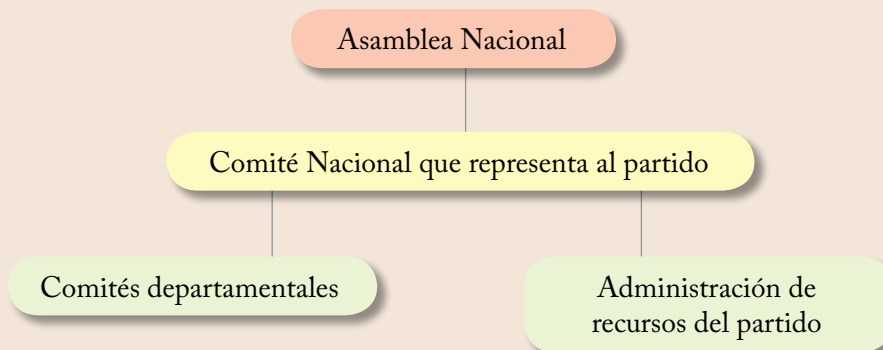 Asamblea Nacional
Comité Nacional que representa al partido
Comités departamentales
Administración de
recursos del partido